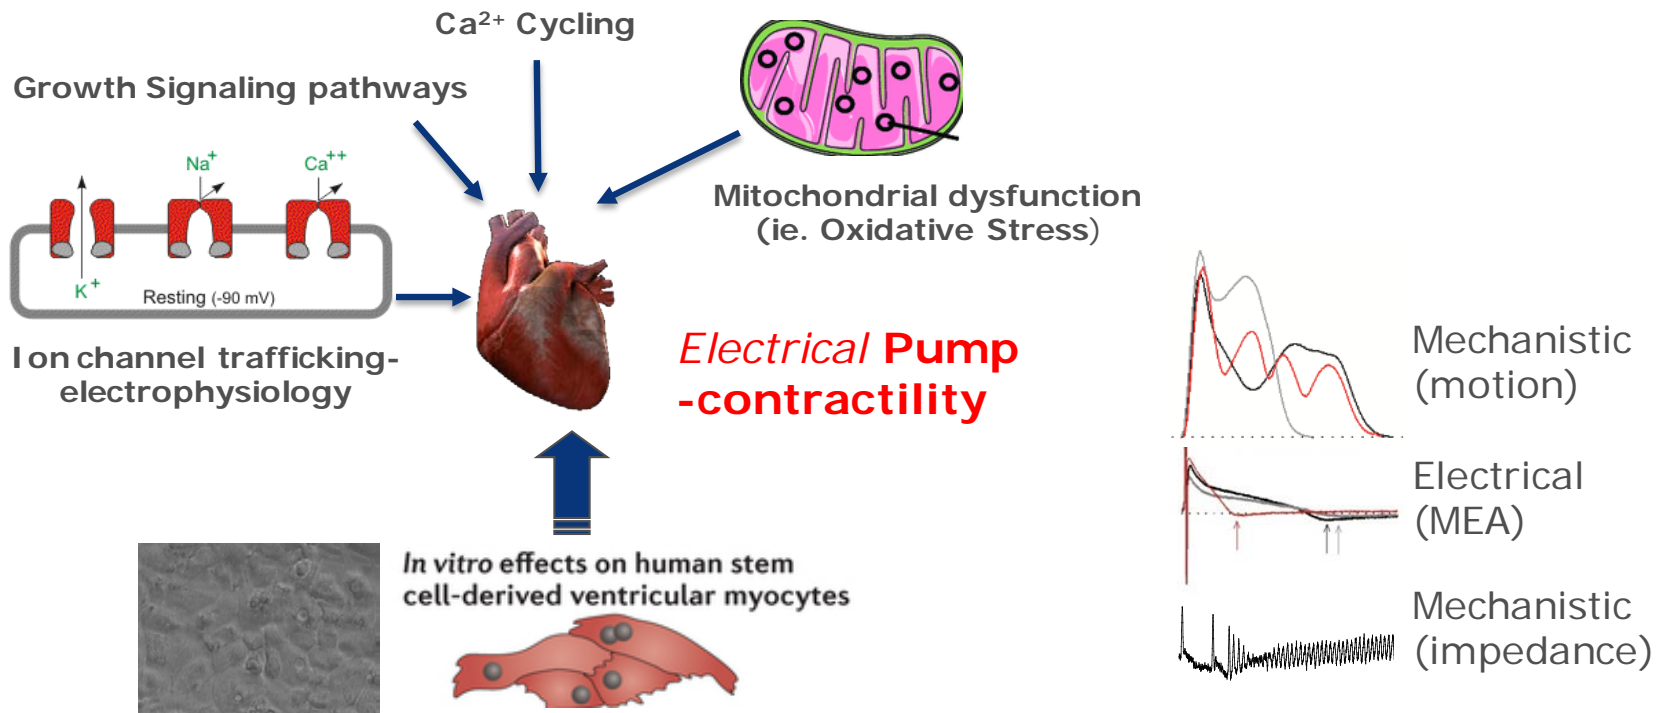 Ca²⁺ Cycling
Growth Signaling pathways
Na⁺
Ca⁺⁺
K⁺
Resting (-90 mV)
Ion channel trafficking-
electrophysiology
Mitochondrial dysfunction
(ie. Oxidative Stress)
Electrical Pump
-contractility
In vitro effects on human stem
cell-derived ventricular myocytes
Mechanistic
(motion)
Electrical
(MEA)
Mechanistic
(impedance)